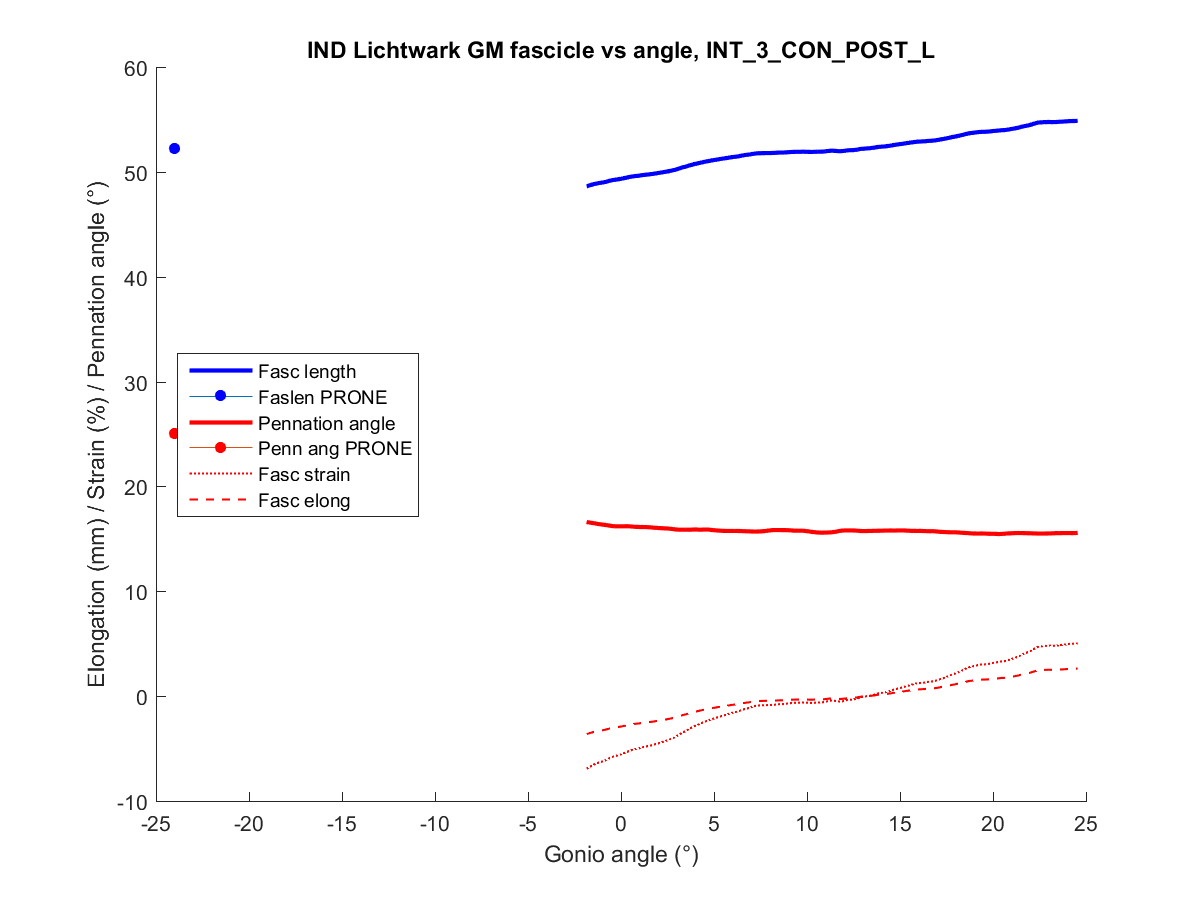 IND Lichtwark GM fascicle vs angle, INT_3_CON_POST_L
60
50
40
30
20
10
0
-10
Elongation (mm) / Strain (%) / Pennation angle (°)
Fasc length
Faslen PRONE
Pennation angle
Penn ang PRONE
Fasc strain
Fasc elong
-25 -20 -15 -10 -5 0 5 10 15 20 25
Gonio angle (°)